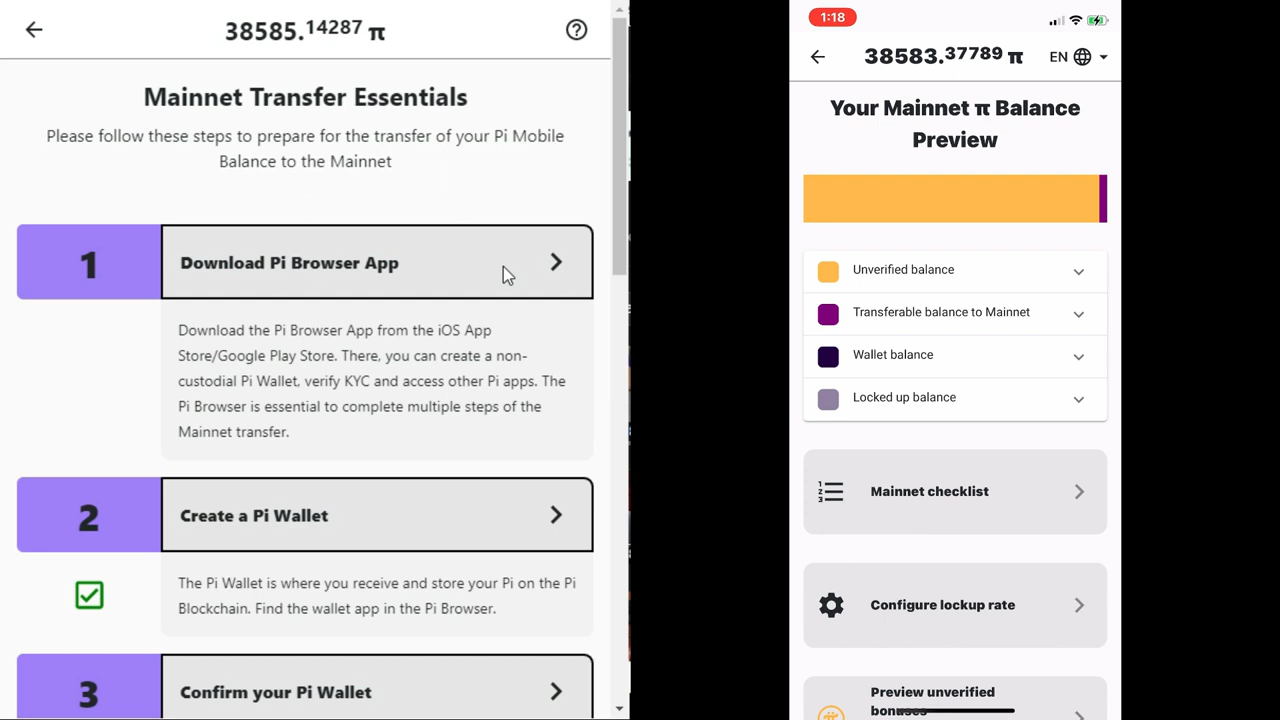 38585.14287 π
Mainnet Transfer Essentials
Please follow these steps to prepare for the transfer of your Pi Mobile
Balance to the Mainnet
1
Download Pi Browser App
Download the Pi Browser App from the iOS App
Store/Google Play Store. There, you can create a non-
custodial Pi Wallet, verify KYC and access other Pi apps. The
Pi Browser is essential to complete multiple steps of the
Mainnet transfer.
2
Create a Pi Wallet
The Pi Wallet is where you receive and store your Pi on the Pi
Blockchain. Find the wallet app in the Pi Browser.
3
Confirm your Pi Wallet
1:18
38583.37789 π
EN
Your Mainnet π Balance
Preview
Unverified balance
Transferable balance to Mainnet
Wallet balance
Locked up balance
Mainnet checklist
Configure lockup rate
Preview unverified
bonuses